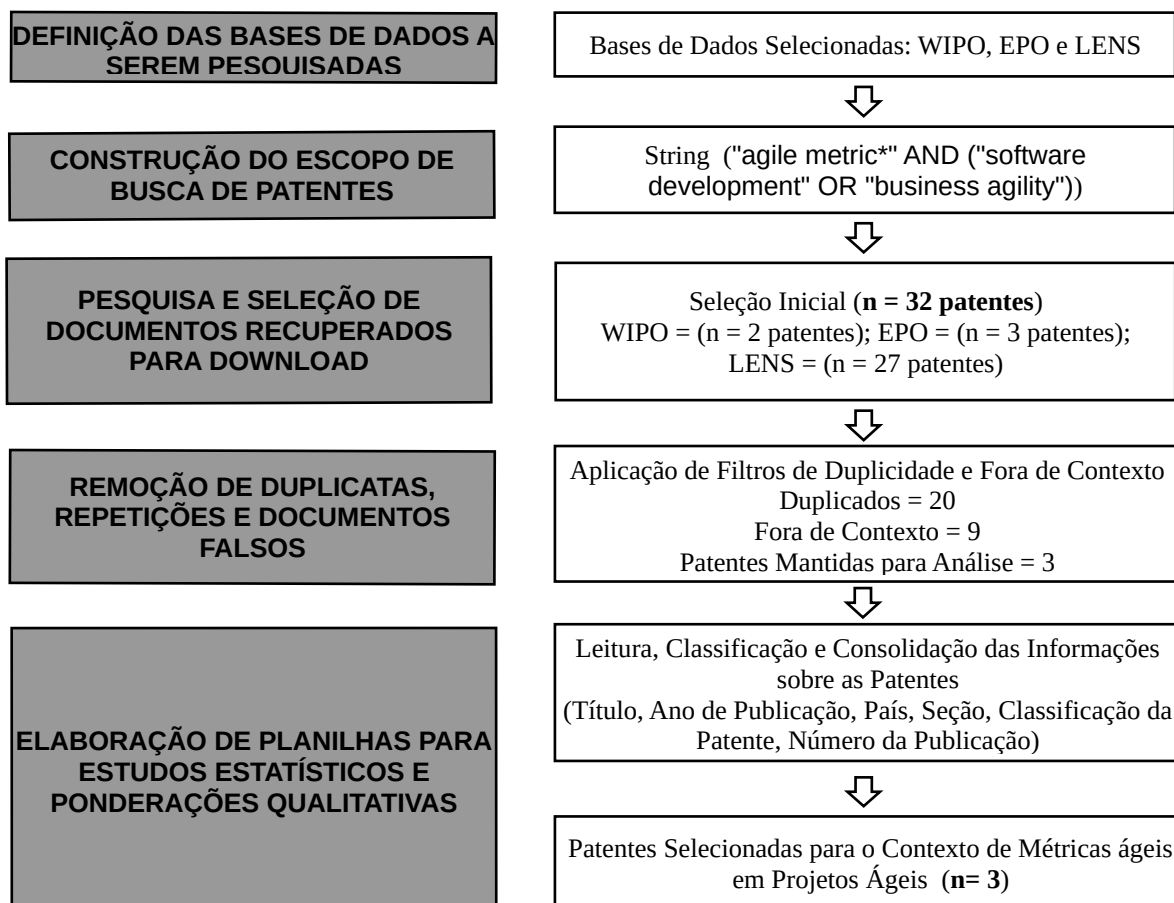 DEFINIÇÃO DAS BASES DE DADOS A
SEREM PESQUISADAS
Bases de Dados Selecionadas: WIPO, EPO e LENS
CONSTRUÇÃO DO ESCOPO DE
BUSCA DE PATENTES
String ("agile metric*" AND ("software
development" OR "business agility"))
PESQUISA E SELEÇÃO DE
DOCUMENTOS RECUPERADOS
PARA DOWNLOAD
Seleção Inicial (n = 32 patentes)
WIPO = (n = 2 patentes); EPO = (n = 3 patentes);
LENS = (n = 27 patentes)
REMOÇÃO DE DUPLICATAS,
REPETIÇÕES E DOCUMENTOS
FALSOS
Aplicação de Filtros de Duplicidade e Fora de Contexto
Duplicados = 20
Fora de Contexto = 9
Patentes Mantidas para Análise = 3
ELABORAÇÃO DE PLANILHAS PARA
ESTUDOS ESTATÍSTICOS E
PONDERAÇÕES QUALITATIVAS
Leitura, Classificação e Consolidação das Informações
sobre as Patentes
(Título, Ano de Publicação, País, Seção, Classificação da
Patente, Número da Publicação)
Patentes Selecionadas para o Contexto de Métricas ágeis
em Projetos Ágeis (n= 3)